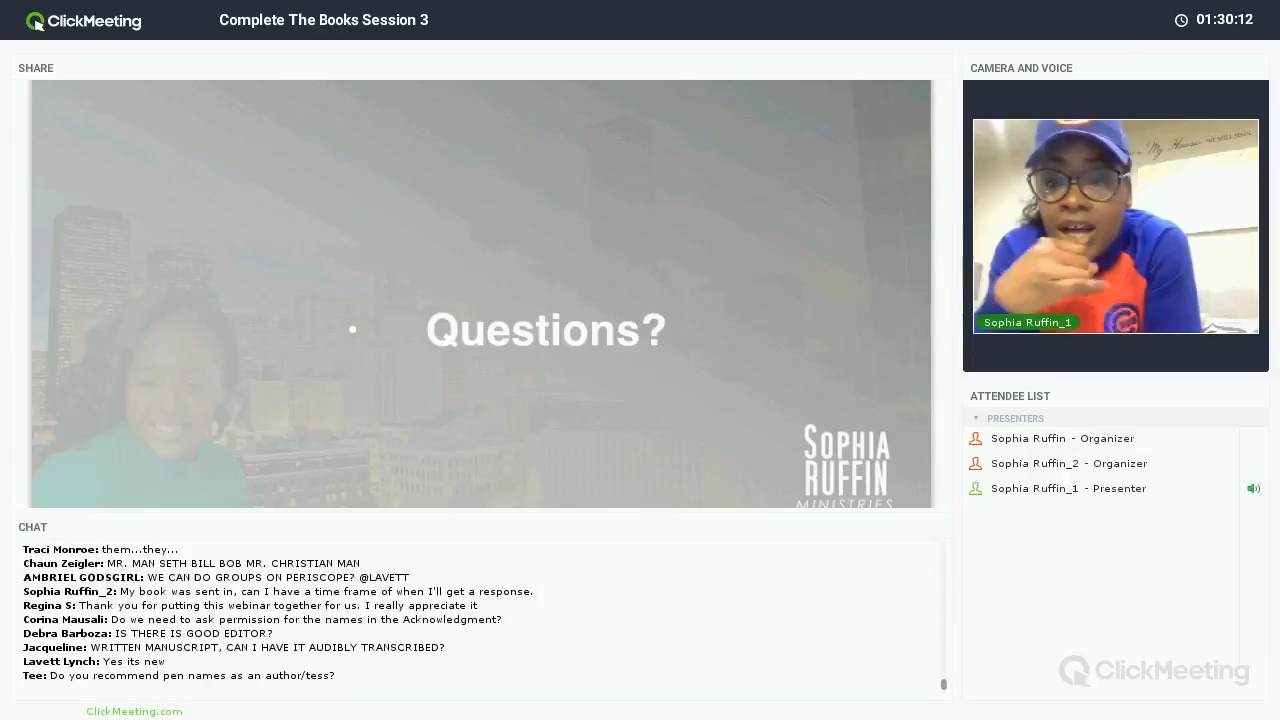 ClickMeeting
Complete The Books Session 3
01:30:12
SHARE
CAMERA AND VOICE
My House
Questions?
Sophia Ruffin_1
SOPHIA
RUFFIN
MINISTRIES
ATTENDEE LIST
PRESENTERS
Sophia Ruffin - Organizer
Sophia Ruffin_2 - Organizer
Sophia Ruffin_1 - Presenter
CHAT
Traci Monroe: them...they...
Chaun Zeigler: MR. MAN SETH BILL BOB MR. CHRISTIAN MAN
AMBRIEL GODSGIRL: WE CAN DO GROUPS ON PERISCOPE? @LAVETT
Sophia Ruffin_2: My book was sent in, can I have a time frame of when I'll get a response.
Regina S: Thank you for putting this webinar together for us. I really appreciate it
Corina Mausali: Do we need to ask permission for the names in the Acknowledgment?
Debra Barboza: IS THERE IS GOOD EDITOR?
Jacqueline: WRITTEN MANUSCRIPT, CAN I HAVE IT AUDIBLY TRANSCRIBED?
Lavett Lynch: Yes its new
Tee: Do you recommend pen names as an author/tess?
ClickMeeting
ClickMeeting.com